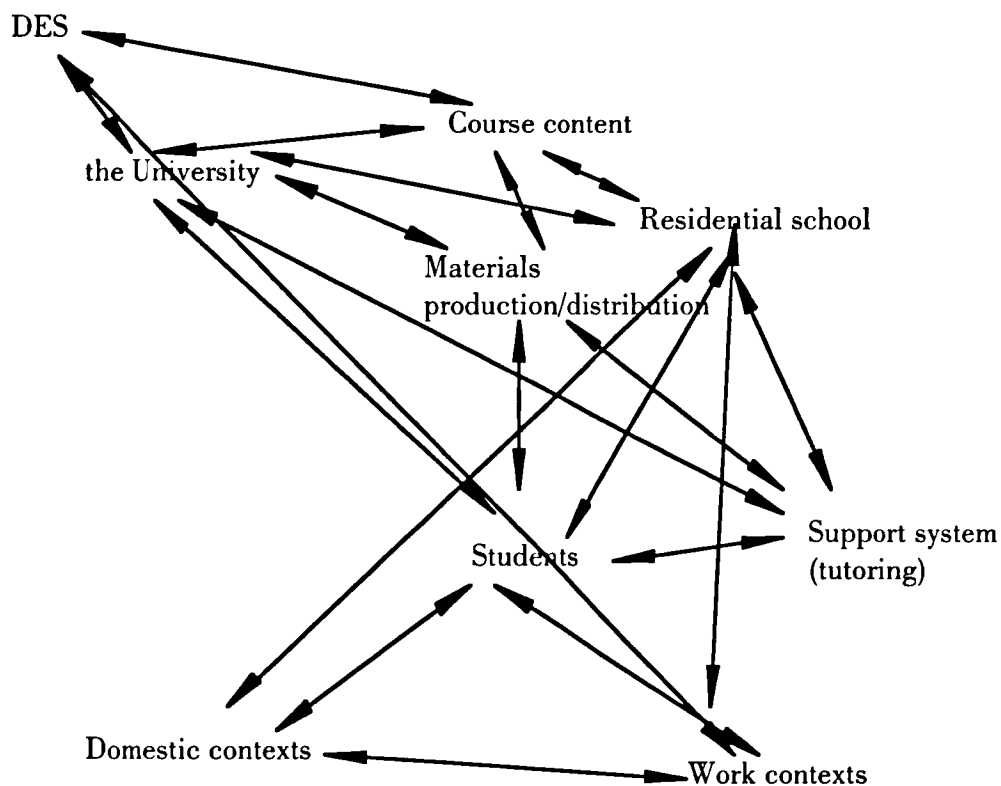 DES
Course content
the University
Residential school
Materials
production/distribution
Support system
(tutoring)
Students
Domestic contexts
Work contexts